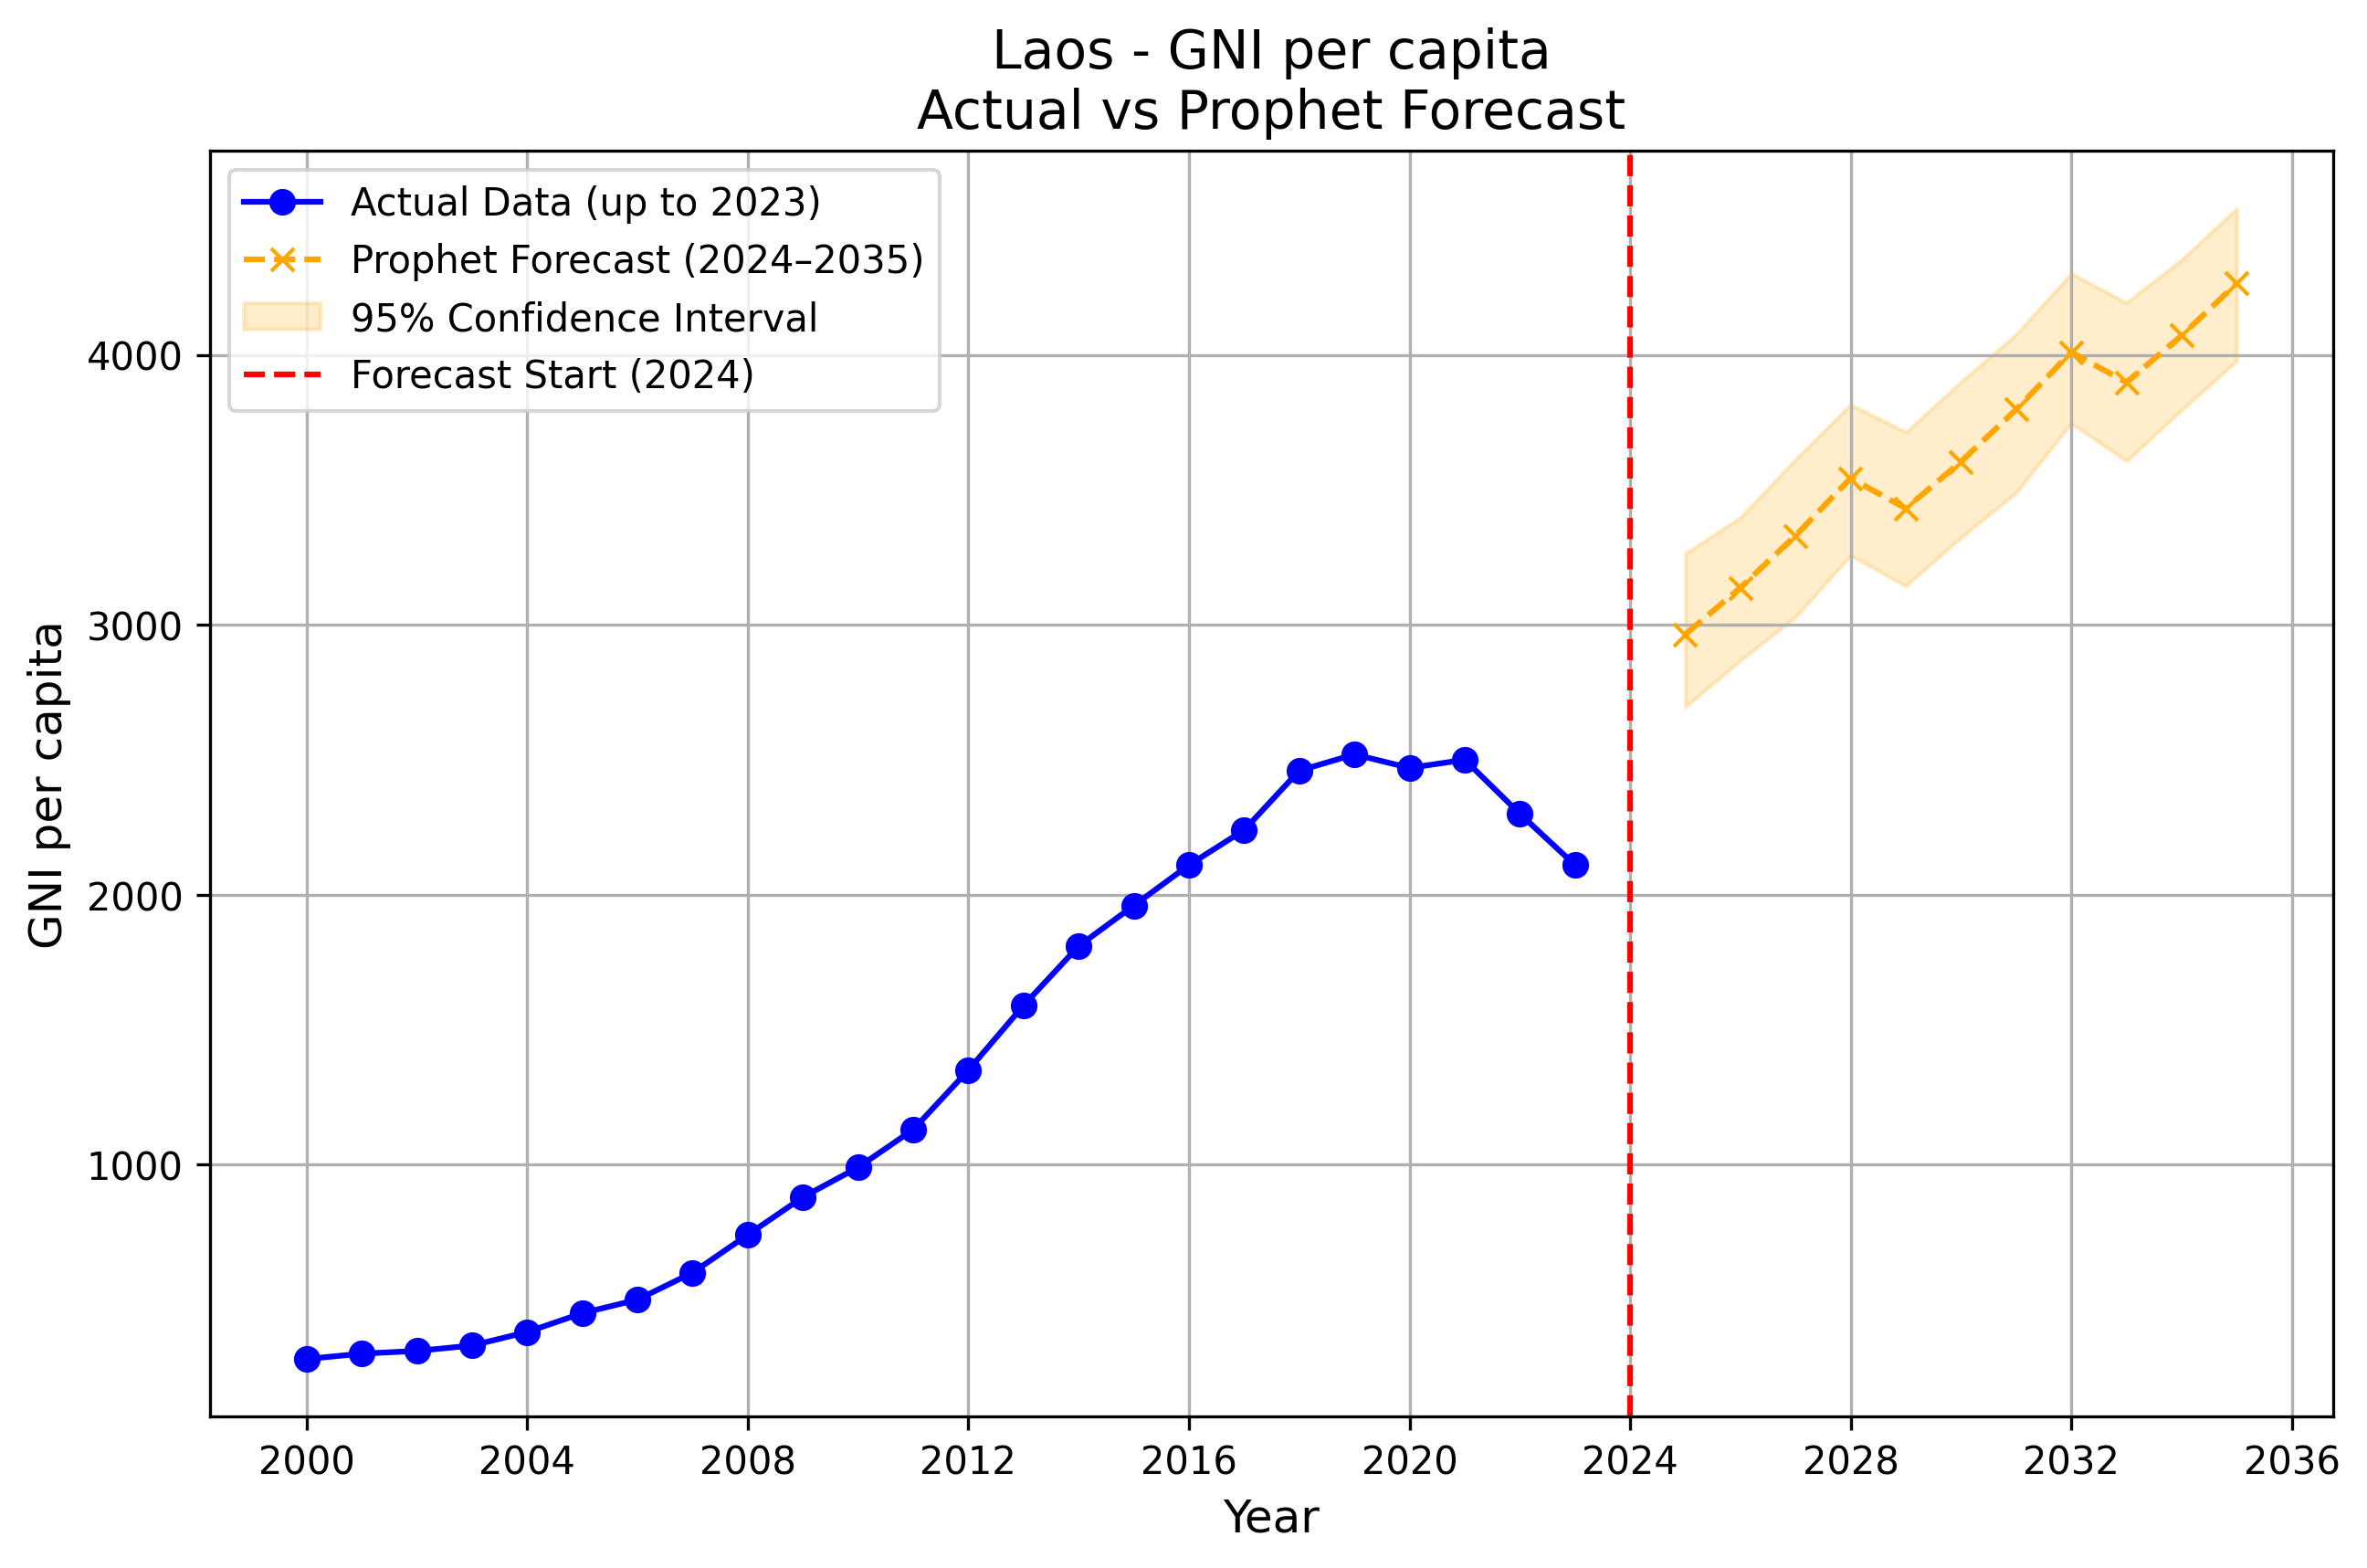 Laos - GNI per capita
Actual vs Prophet Forecast
Actual Data (up to 2023)
Prophet Forecast (2024–2035)
95% Confidence Interval
Forecast Start (2024)
GNI per capita
4000
3000
2000
1000
2000 2004 2008 2012 2016 2020 2024 2028 2032 2036
Year